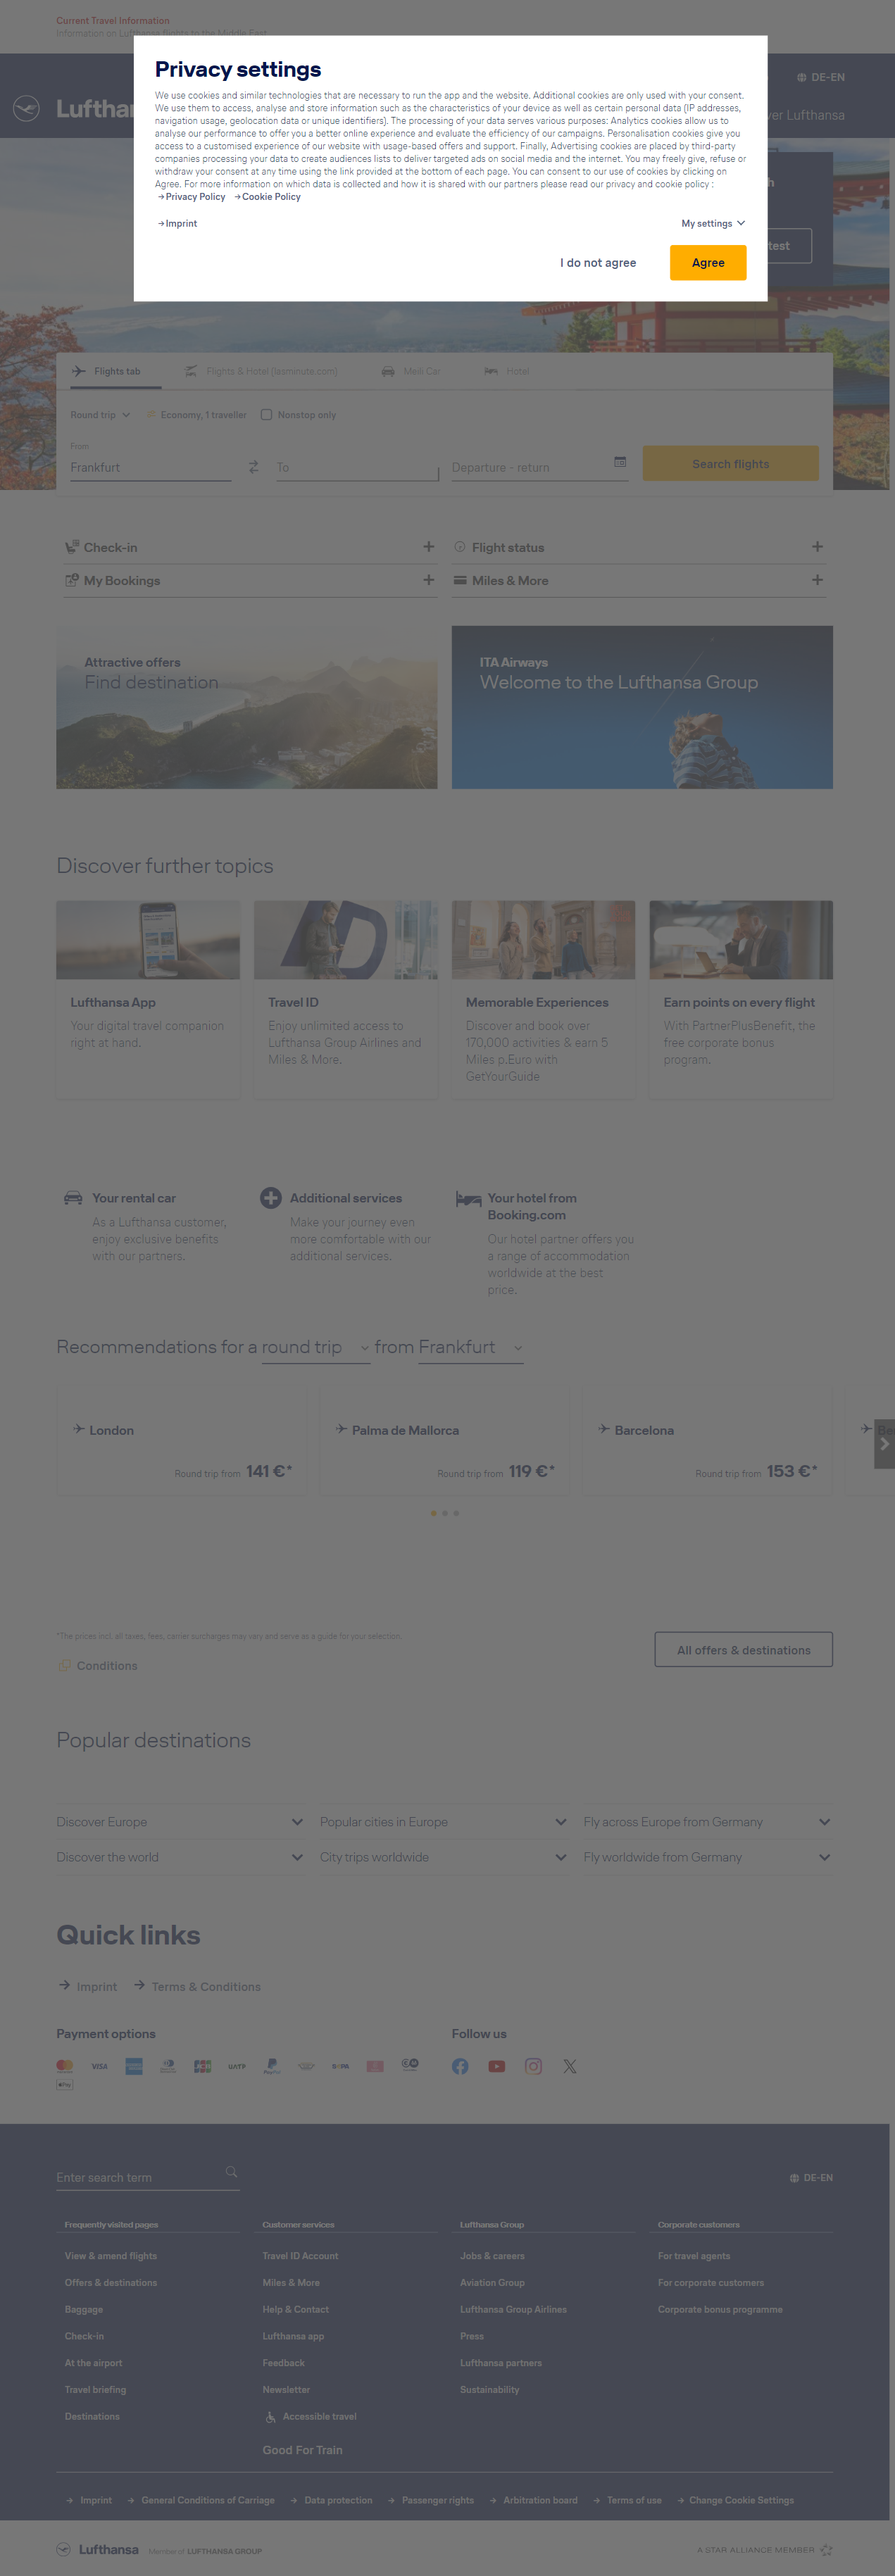 Current Travel Information
Information on Lufthansa flights to the Middle East
Privacy settings
We use cookies and similar technologies that are necessary to run the app and the website. Additional cookies are only used with your consent.
We use them to access, analyse and store information such as the characteristics of your device as well as certain personal data (IP addresses,
navigation usage, geolocation data or unique identifiers). The processing of your data serves various purposes: Analytics cookies allow us to
analyse our performance to offer you a better online experience and evaluate the efficiency of our campaigns. Personalisation cookies give you
access to a customised experience of our website with usage-based offers and support. Finally, Advertising cookies are placed by third-party
companies processing your data to create audiences lists to deliver targeted ads on social media and the internet. You may freely give, refuse or
withdraw your consent at any time using the link provided at the bottom of each page. You can consent to our use of cookies by clicking on
Agree. For more information on which data is collected and how it is shared with our partners please read our privacy and cookie policy :
Privacy Policy Cookie Policy
Imprint My settings
I do not agree Agree
DE-EN
Luftha
er Lufthansa
h
test
Flights tab Flights & Hotel (lasminute.com) Meili Car Hotel
Round trip Economy, 1 traveller Nonstop only
From
Frankfurt To Departure - return Search flights
Check-in Flight status
My Bookings Miles & More
Attractive offers
Find destination
ITA Airways
Welcome to the Lufthansa Group
Discover further topics
Lufthansa App
Your digital travel companion
right at hand.
Travel ID
Enjoy unlimited access to
Lufthansa Group Airlines and
Miles & More.
Memorable Experiences
Discover and book over
170,000 activities & earn 5
Miles p.Euro with
GetYourGuide
Earn points on every flight
With PartnerPlusBenefit, the
free corporate bonus
program.
Your rental car
As a Lufthansa customer,
enjoy exclusive benefits
with our partners.
Additional services
Make your journey even
more comfortable with our
additional services.
Your hotel from
Booking.com
Our hotel partner offers you
a range of accommodation
worldwide at the best
price.
Recommendations for a round trip from Frankfurt
London
Round trip from 141 €*
Palma de Mallorca
Round trip from 119 €*
Barcelona
Round trip from 153 €*
*The prices incl. all taxes, fees, carrier surcharges may vary and serve as a guide for your selection.
All offers & destinations
Conditions
Popular destinations
Discover Europe Popular cities in Europe Fly across Europe from Germany
Discover the world City trips worldwide Fly worldwide from Germany
Quick links
Imprint Terms & Conditions
Payment options
VISA JCB UATP PayPal SEPA
Pay
Follow us
Enter search term
DE-EN
Frequently visited pages
View & amend flights
Offers & destinations
Baggage
Check-in
At the airport
Travel briefing
Destinations
Customer services
Travel ID Account
Miles & More
Help & Contact
Lufthansa app
Feedback
Newsletter
Accessible travel
Good For Train
Lufthansa Group
Jobs & careers
Aviation Group
Lufthansa Group Airlines
Press
Lufthansa partners
Sustainability
Corporate customers
For travel agents
For corporate customers
Corporate bonus programme
Imprint General Conditions of Carriage Data protection Passenger rights Arbitration board Terms of use Change Cookie Settings
Lufthansa Member of LUFTHANSA GROUP
A STAR ALLIANCE MEMBER